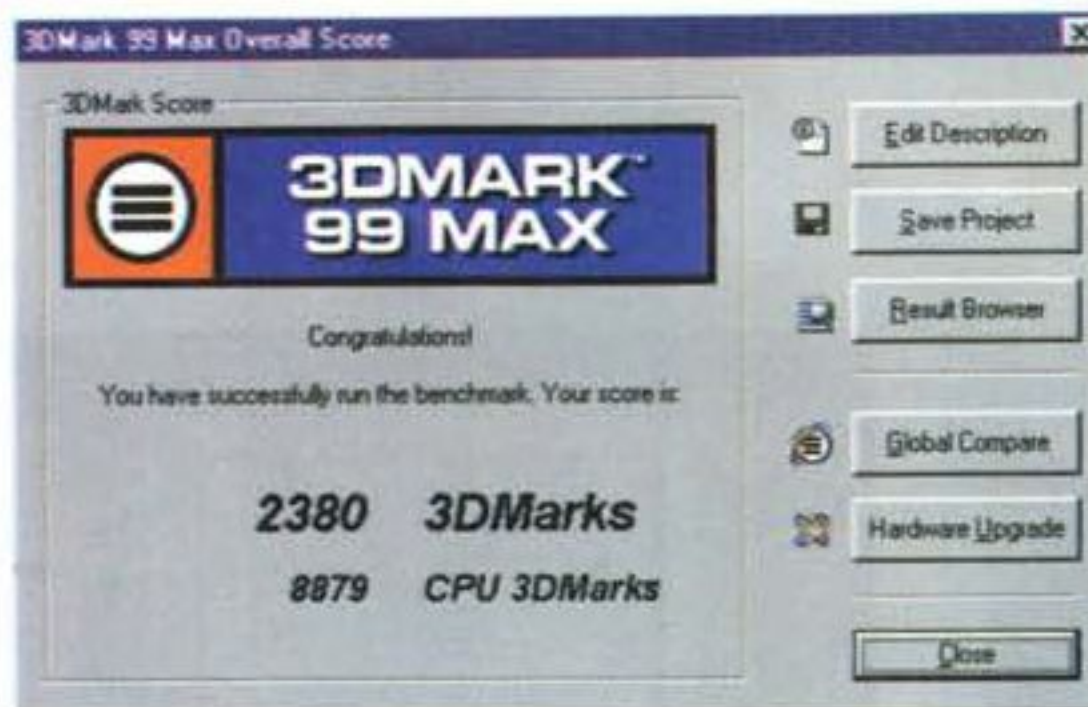 3DMark 99 Max Overall Score
3DMark Score
3DMARK™
99 MAX
Congratulations!
You have successfully run the benchmark. Your score is:
2380 3DMarks
8879 CPU 3DMarks
Edit Description
Save Project
Result Browser
Global Compare
Hardware Upgrade
Close